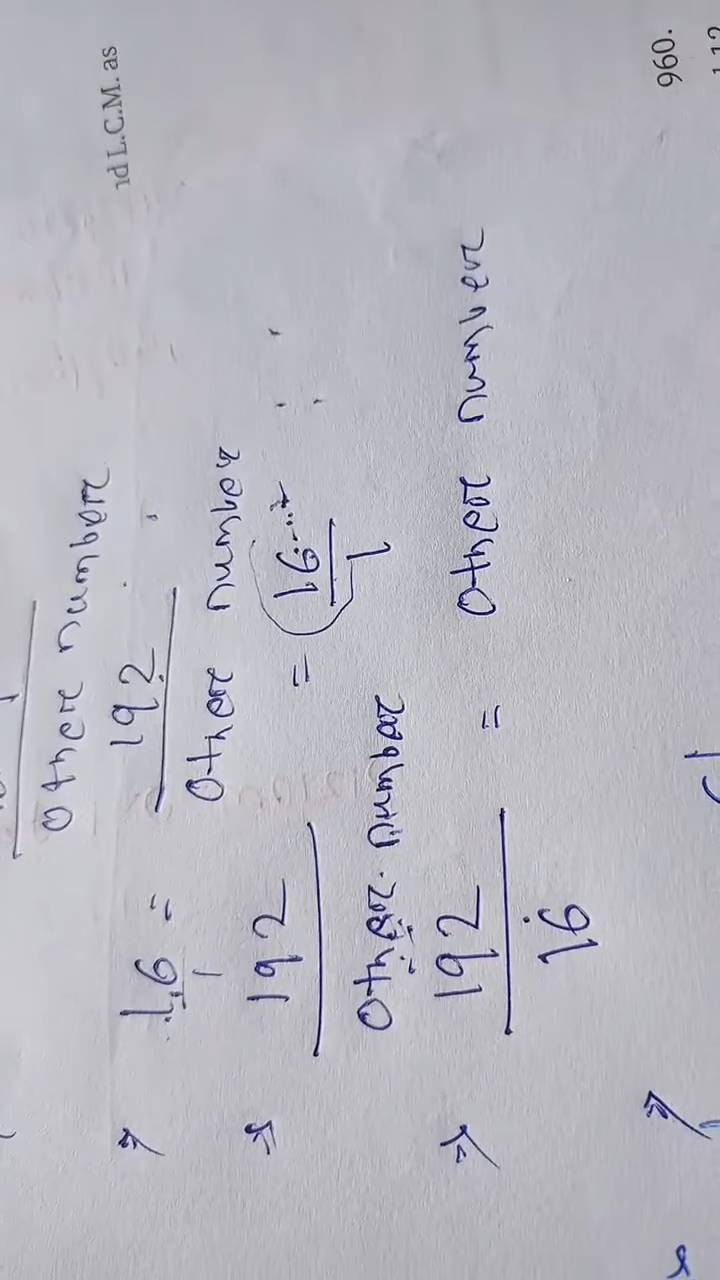 other number
⇒ 16/1 = 192/other number
⇒ 192/other number = 16/1
⇒ 192/16 = other number
⇒
nd L.C.M. as
960.